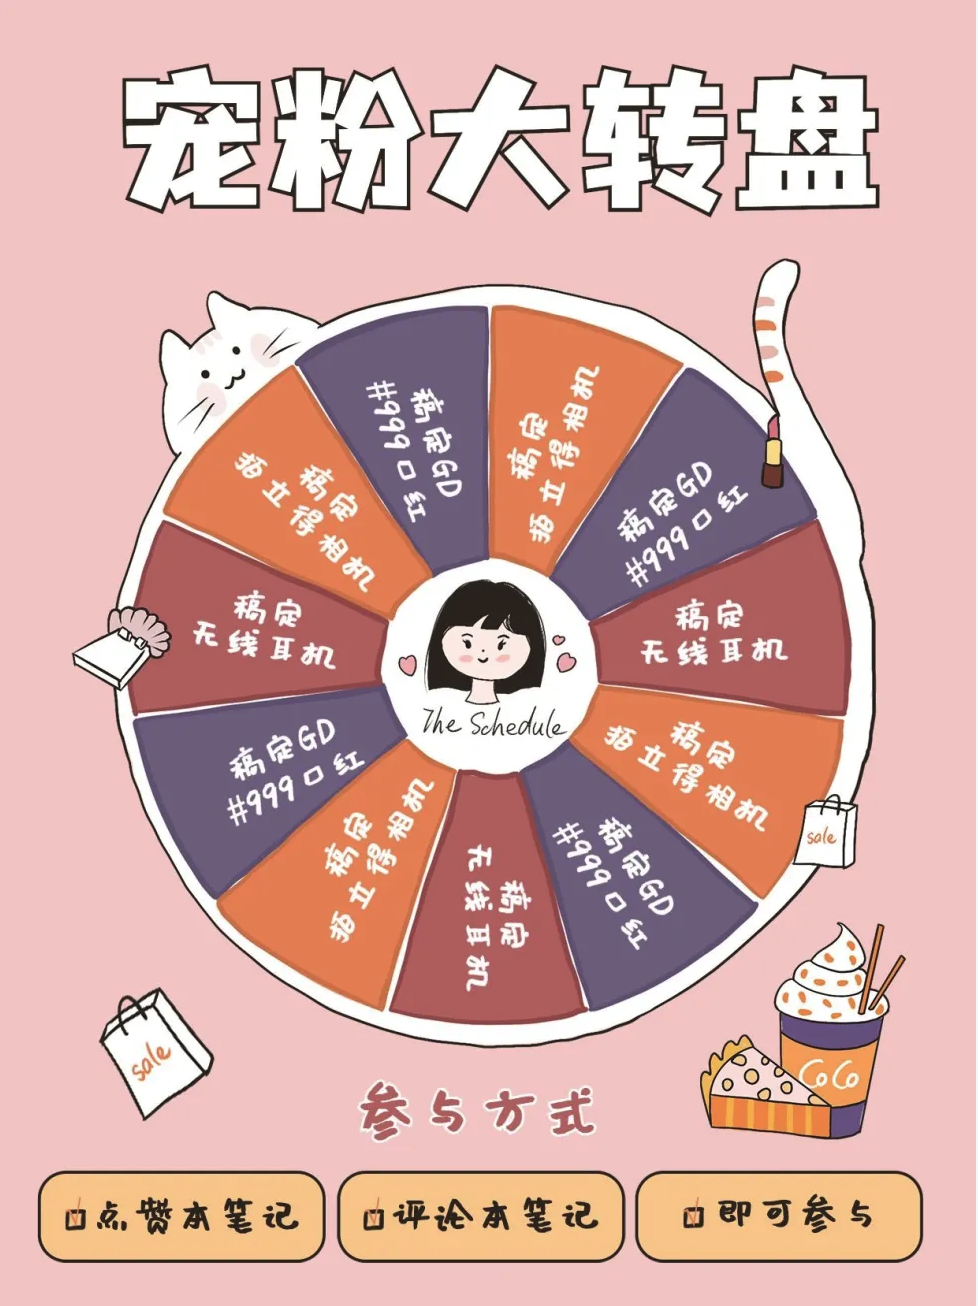 宠粉大转盘
稿定GD
#999口红
稿定
拍立得相机
稿定GD
#999口红
稿定
无线耳机
稿定
拍立得相机
稿定GD
#999口红
稿定
无线耳机
稿定
拍立得相机
稿定GD
#999口红
稿定
无线耳机
稿定
拍立得相机
The Schedule
sale
sale
CoCo
参与方式
点赞本笔记
评论本笔记
即可参与